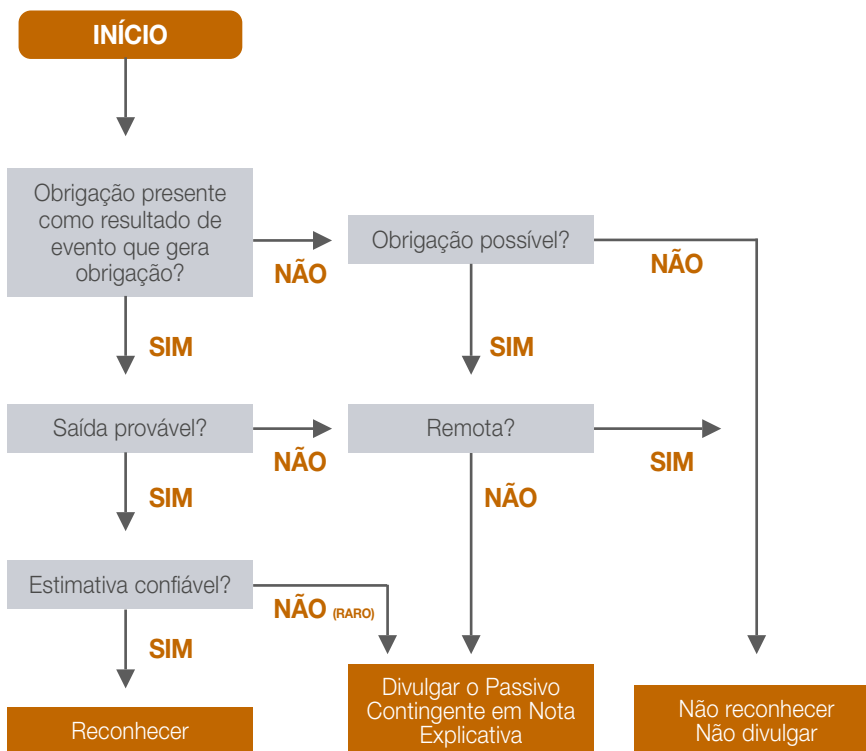 INÍCIO
Obrigação presente
como resultado de
evento que gera
obrigação?
NÃO
Obrigação possível?
NÃO
SIM
SIM
Saída provável?
NÃO
Remota?
SIM
SIM
NÃO
Estimativa confiável?
NÃO (RARO)
SIM
Reconhecer
Divulgar o Passivo
Contingente em Nota
Explicativa
Não reconhecer
Não divulgar